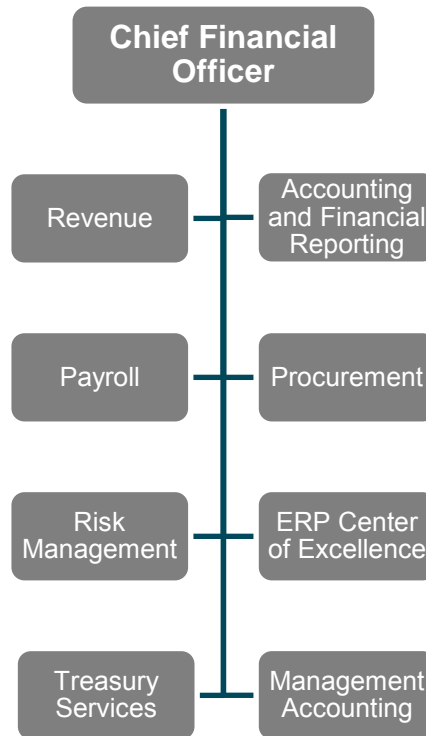 Chief Financial
Officer
Revenue
Accounting
and Financial
Reporting
Payroll
Procurement
Risk
Management
ERP Center
of Excellence
Treasury
Services
Management
Accounting